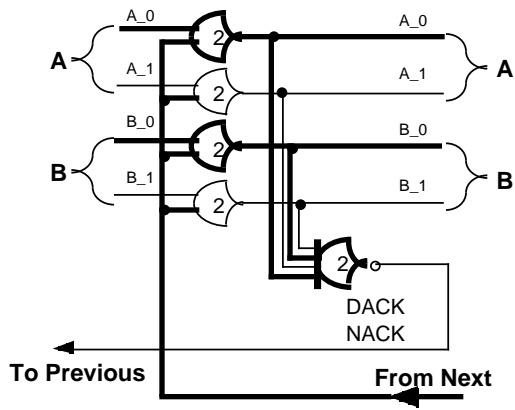 A_0
A_0
2
A
A
A_1
A_1
2
B_0
B_0
2
B
B
B_1
B_1
2
2
DACK
NACK
To Previous
From Next